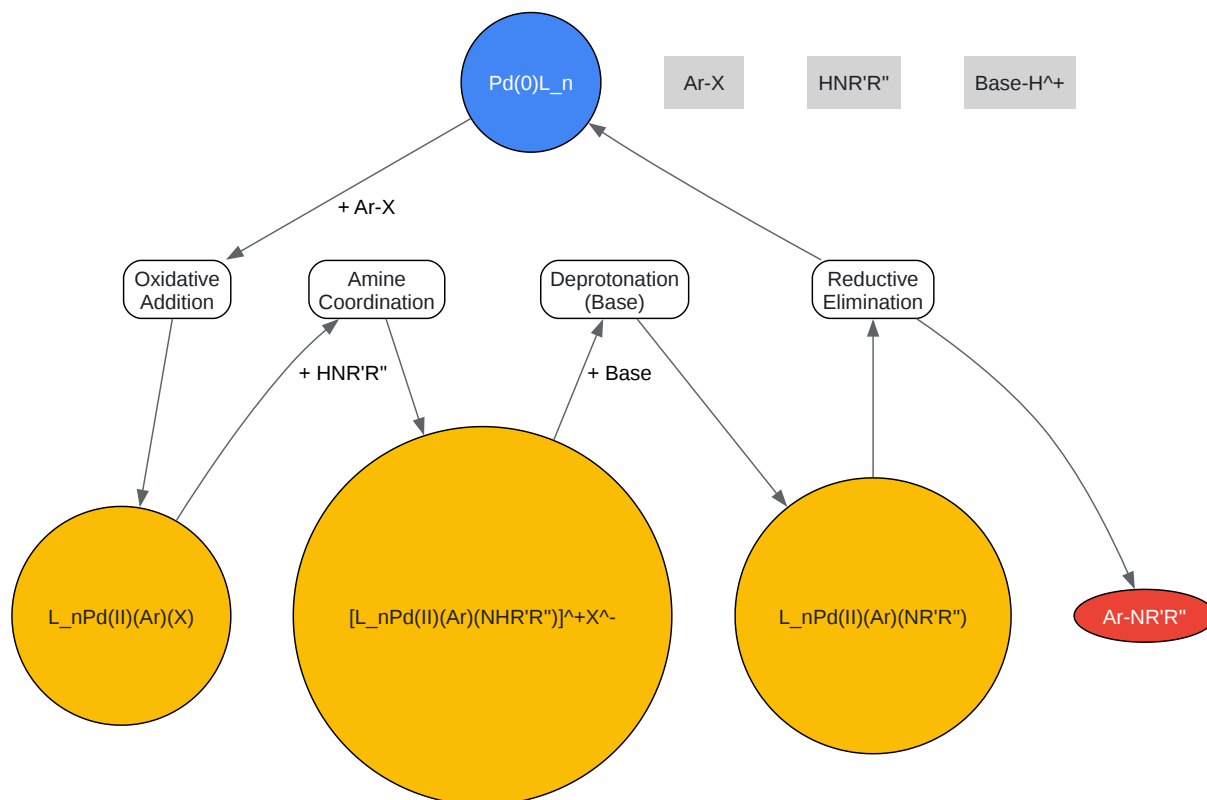 Pd(0)L_n
Ar-X
HNR'R"
Base-H^+
+ Ar-X
Oxidative
Addition
Amine
Coordination
Deprotonation
(Base)
Reductive
Elimination
+ HNR'R"
+ Base
L_nPd(II)(Ar)(X)
[L_nPd(II)(Ar)(NHR'R")]^+X^-
L_nPd(II)(Ar)(NR'R")
Ar-NR'R"